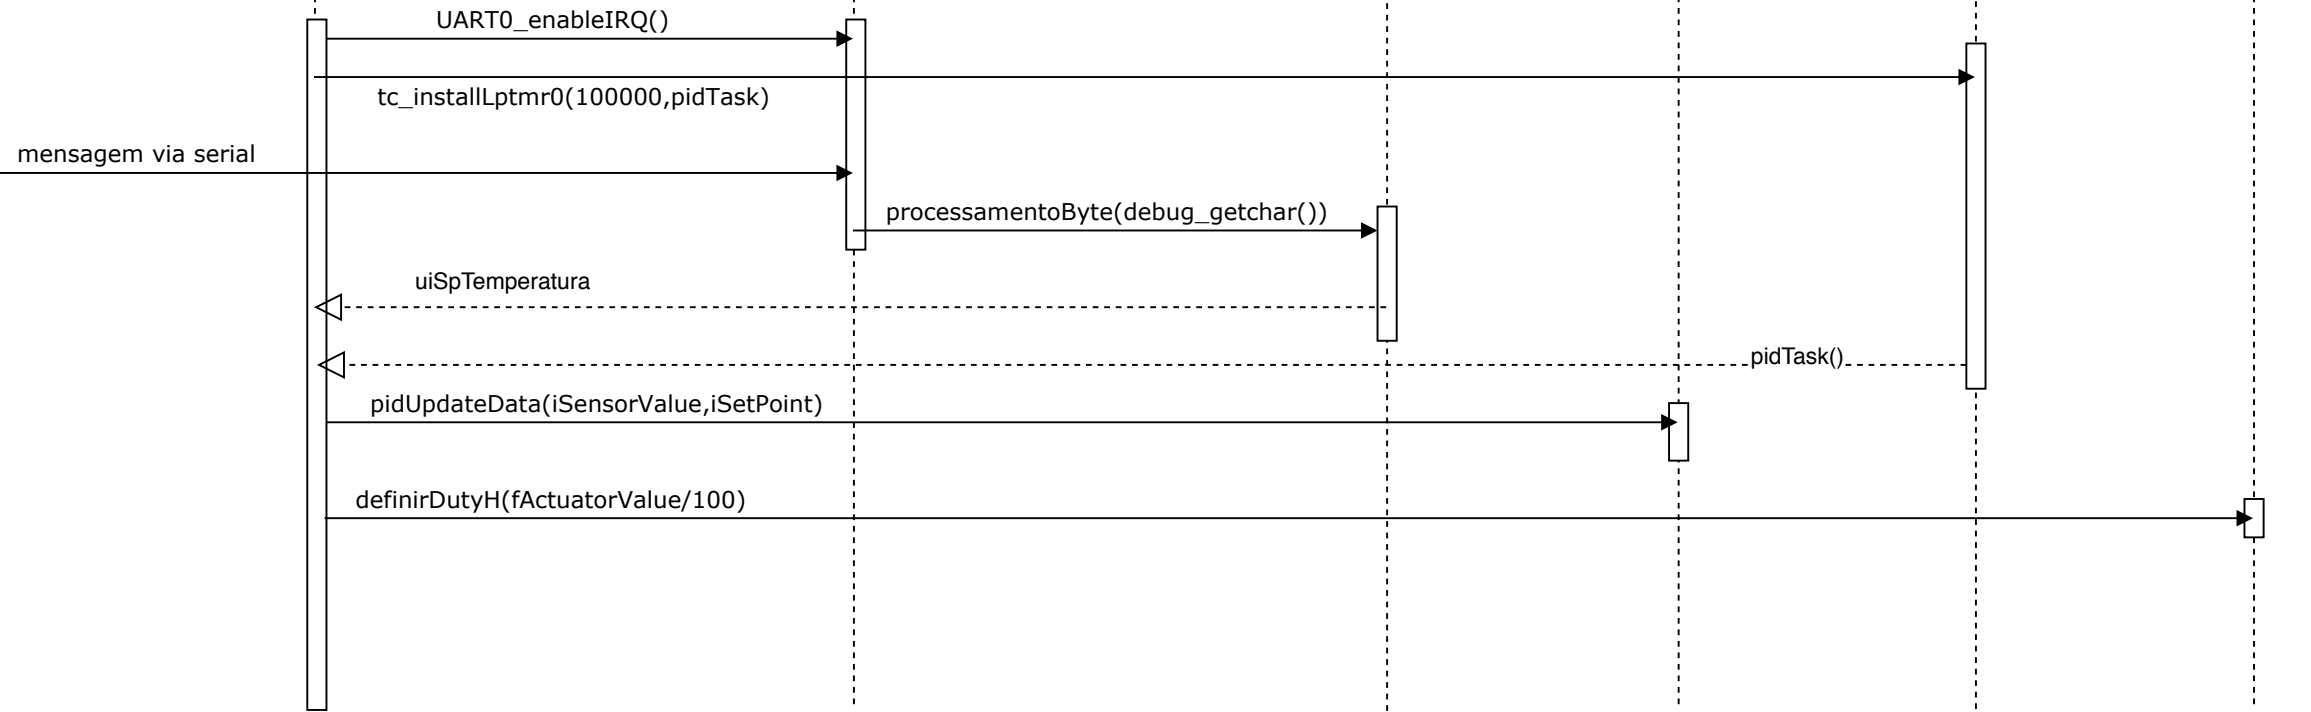 UART0_enableIRQ()
tc_installLptmr0(100000,pidTask)
mensagem via serial
processamentoByte(debug_getchar())
uiSpTemperatura
pidTask()
pidUpdateData(iSensorValue,iSetPoint)
definirDutyH(fActuatorValue/100)